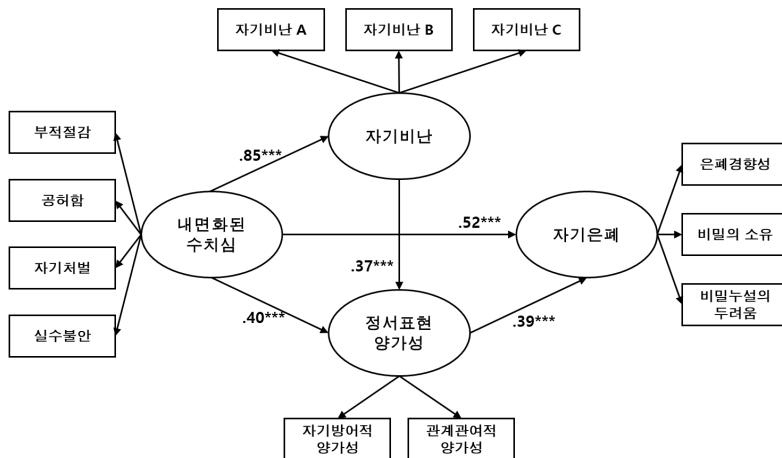 자기비난 A
자기비난 B
자기비난 C
부적절감
공허함
자기처벌
실수불안
자기비난
.85***
내면화된
수치심
.52***
자기은폐
.37***
.40***
정서표현
양가성
.39***
은폐경향성
비밀의 소유
비밀누설의
두려움
자기방어적
양가성
관계관여적
양가성